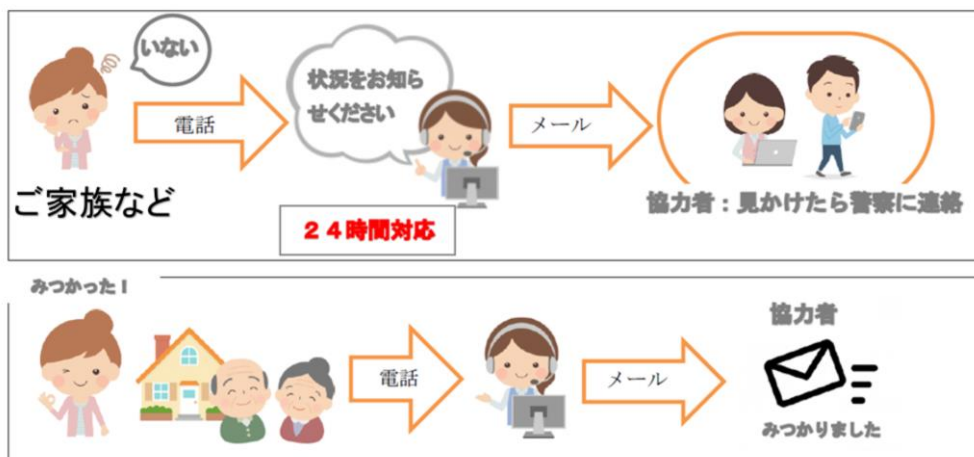 いない
状況をお知ら
せください
電話
メール
ご家族など
２４時間対応
協力者：見かけたら警察に連絡
みつかった！
電話
メール
協力者
みつかりました